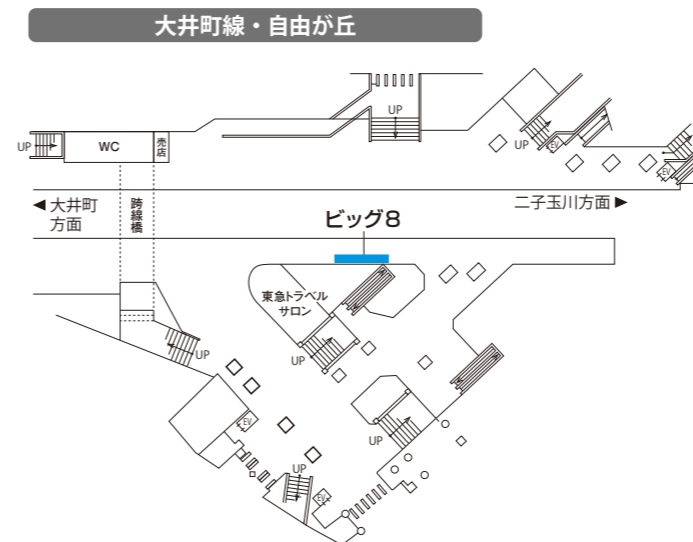 大井町線・自由が丘
UP
UP
WC
売店
UP
EV
EV
◀ 大井町
方面
跨線橋
二子玉川方面 ▶
ビッグ8
東急トラベル
サロン
UP
UP
EV
UP
UP
EV